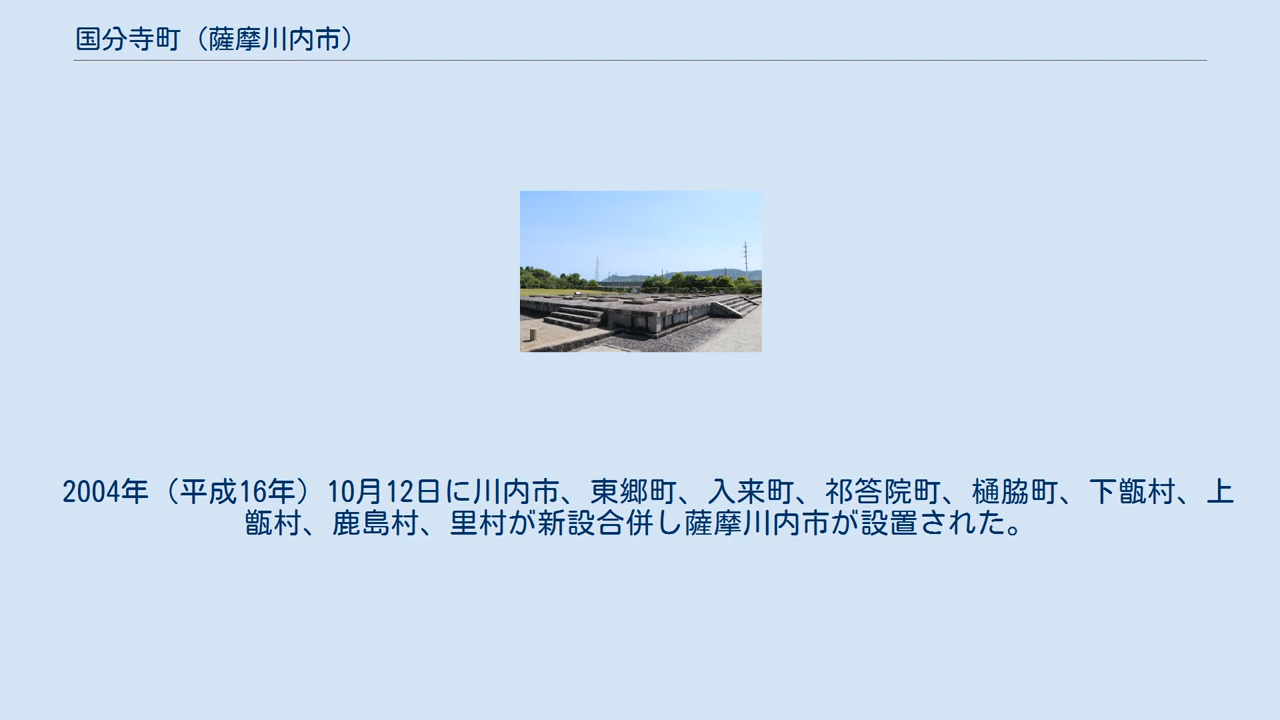 国分寺町（薩摩川内市）
2004年（平成16年）10月12日に川内市、東郷町、入来町、祁答院町、樋脇町、下甑村、上
甑村、鹿島村、里村が新設合併し薩摩川内市が設置された。